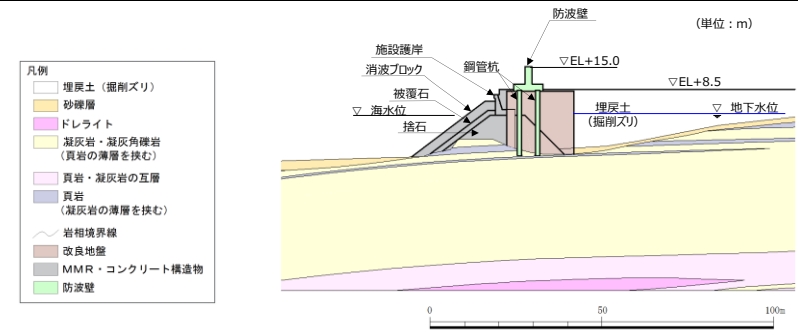 防波壁
(単位：m)
施設護岸
▽EL+15.0
消波ブロック
鋼管杭
▽EL+8.5
被覆石
▽ 海水位
埋戻土
(掘削ズリ)
▽ 地下水位
捨石
凡例
埋戻土（掘削ズリ）
砂礫層
ドレライト
凝灰岩・凝灰角礫岩
(頁岩の薄層を挟む)
頁岩・凝灰岩の互層
頁岩
(凝灰岩の薄層を挟む)
岩相境界線
改良地盤
MMR・コンクリート構造物
防波壁
0 50 100m